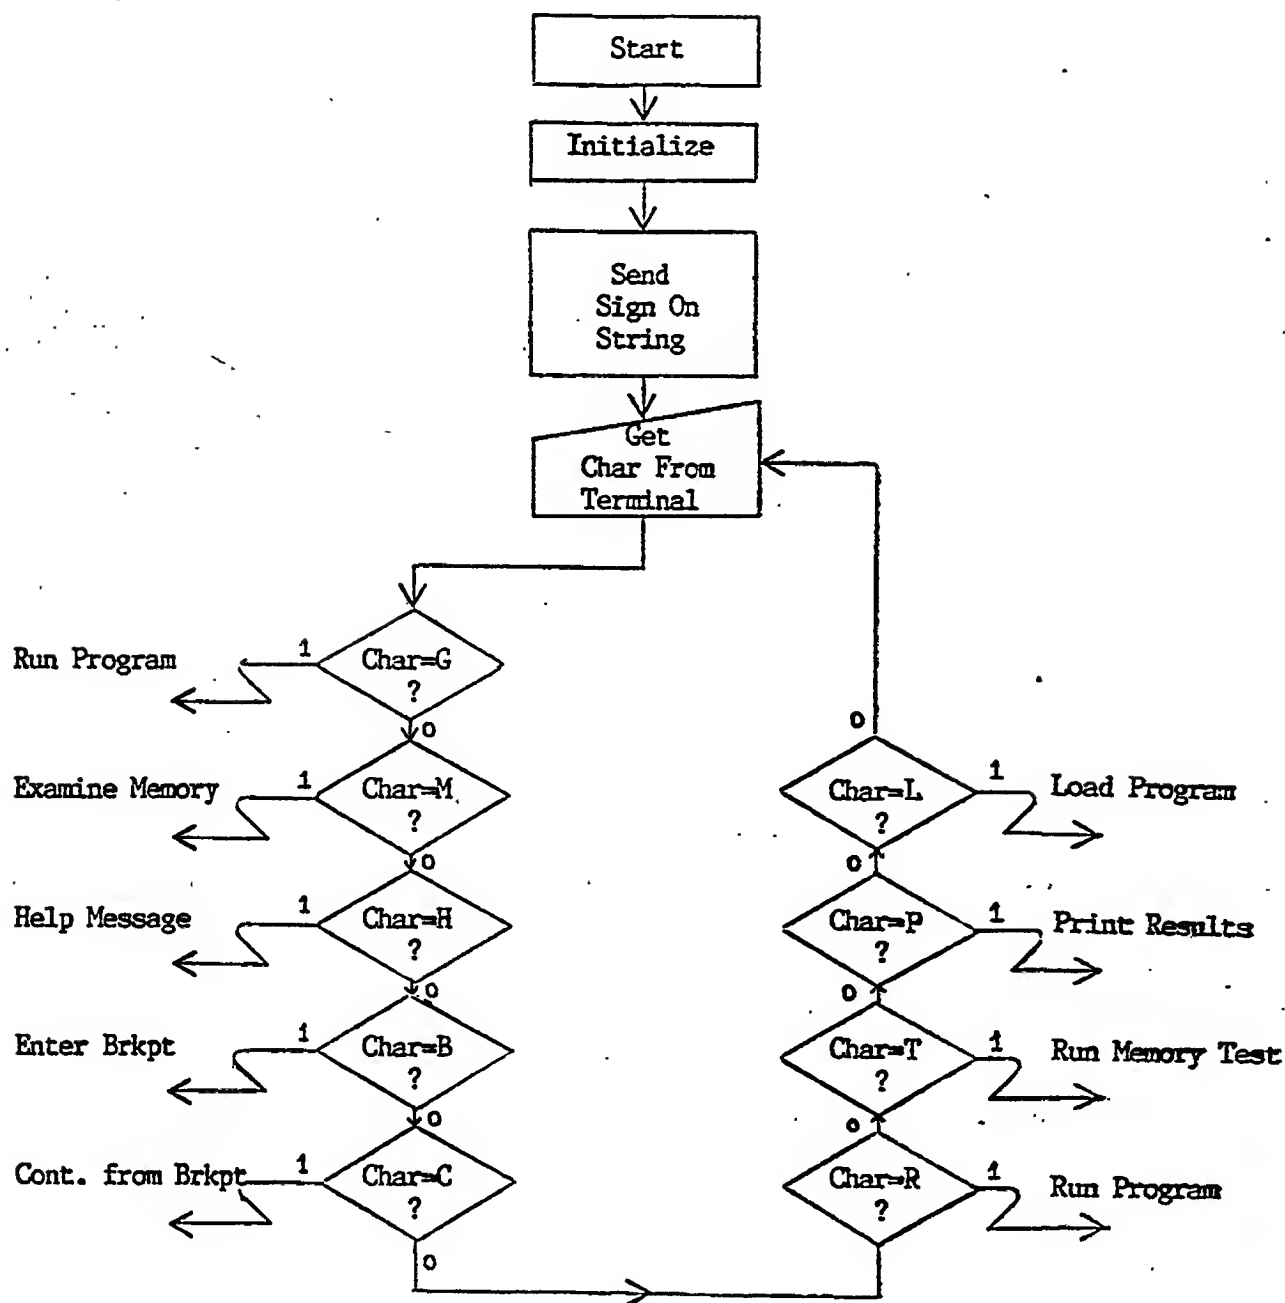 Start
Initialize
Send
Sign On
String
Get
Char From
Terminal
Run Program
1
Char=G
?
0
Examine Memory
1
Char=M
?
0
Help Message
1
Char=H
?
0
Enter Brkpt
1
Char=B
?
0
Cont. from Brkpt
1
Char=C
?
0
0
Char=L
?
1
Load Program
0
Char=P
?
1
Print Results
0
Char=T
?
1
Run Memory Test
0
Char=R
?
1
Run Program